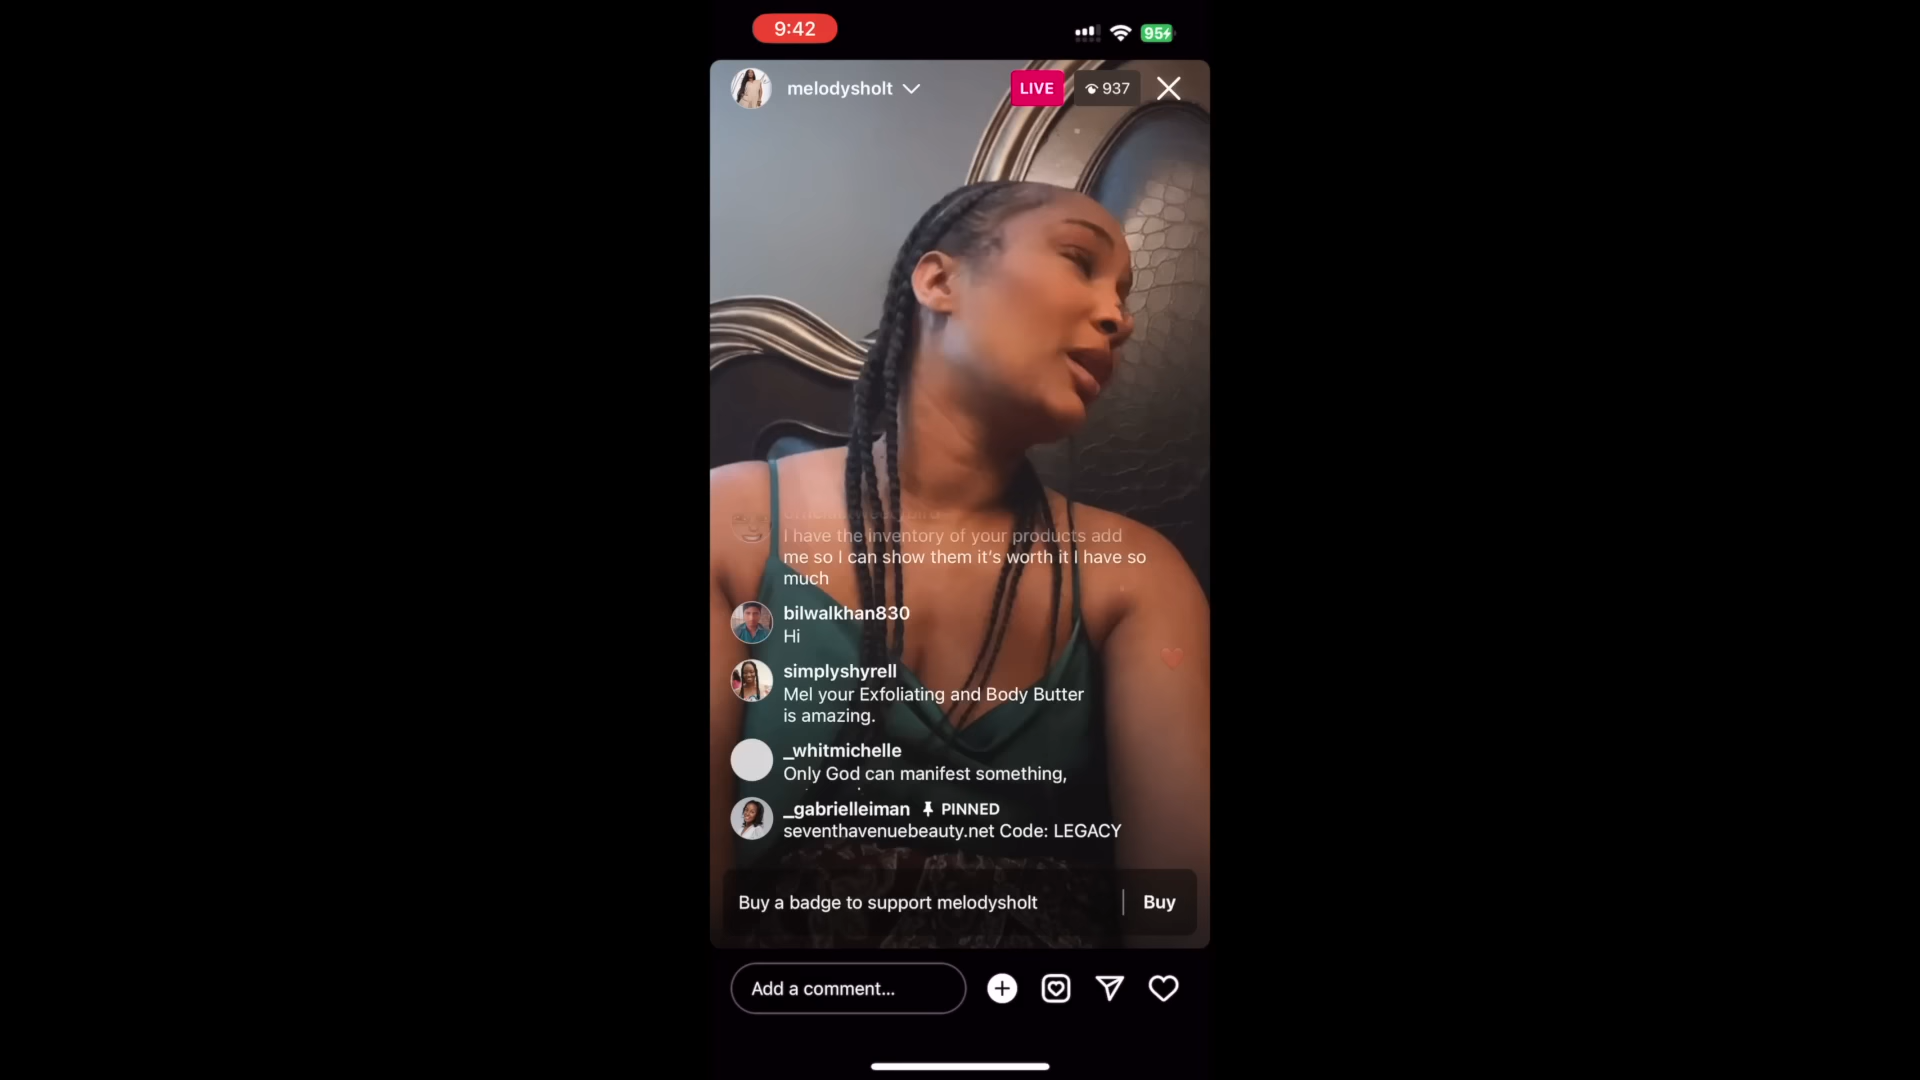 9:42
95
melodysholt
LIVE
937
I have the inventory of your products add
me so I can show them it's worth it I have so
much
bilwalkhan830
Hi
simplyshyrell
Mel your Exfoliating and Body Butter
is amazing.
_whitmichelle
Only God can manifest something,
_gabrielleiman PINNED
seventhavenuebeauty.net Code: LEGACY
Buy a badge to support melodysholt
Buy
Add a comment...